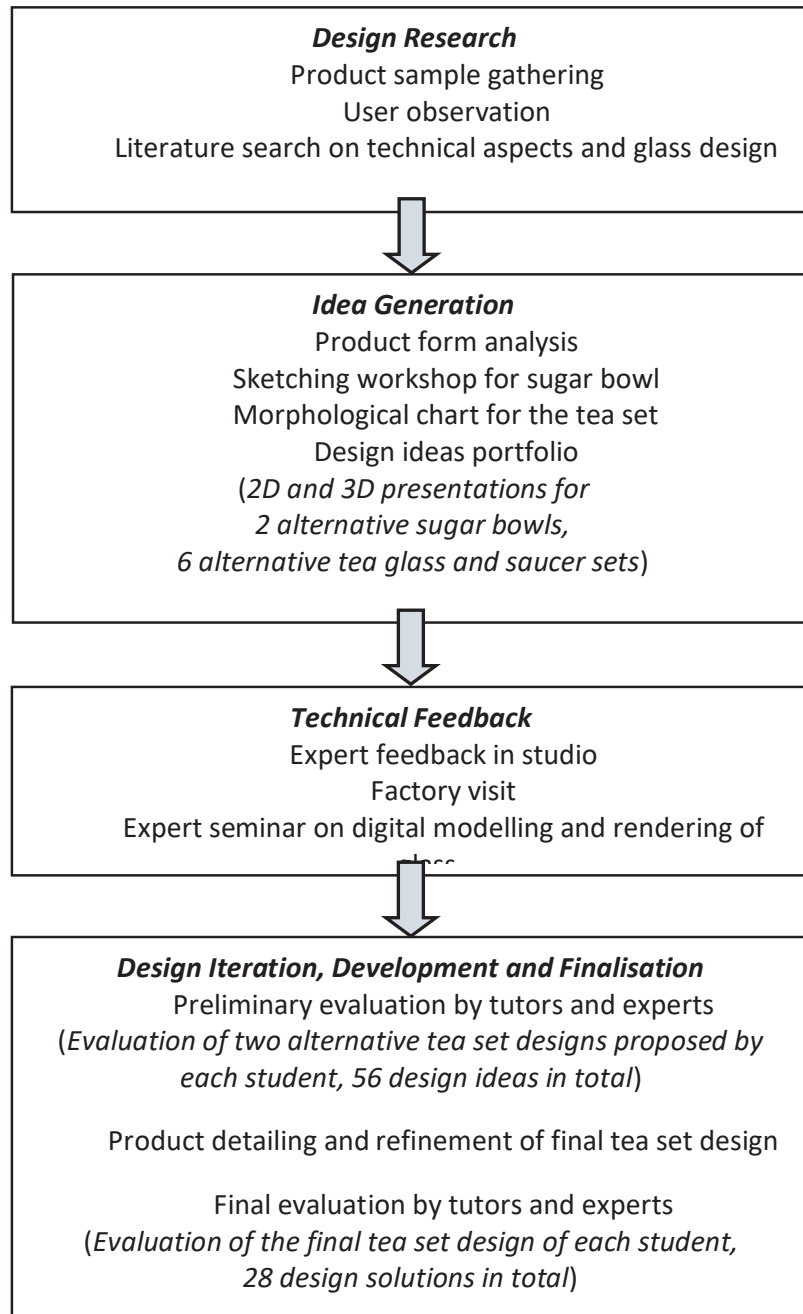 Design Research
Product sample gathering
User observation
Literature search on technical aspects and glass design
Idea Generation
Product form analysis
Sketching workshop for sugar bowl
Morphological chart for the tea set
Design ideas portfolio
(2D and 3D presentations for
2 alternative sugar bowls,
6 alternative tea glass and saucer sets)
Technical Feedback
Expert feedback in studio
Factory visit
Expert seminar on digital modelling and rendering of
Design Iteration, Development and Finalisation
Preliminary evaluation by tutors and experts
(Evaluation of two alternative tea set designs proposed by
each student, 56 design ideas in total)
Product detailing and refinement of final tea set design
Final evaluation by tutors and experts
(Evaluation of the final tea set design of each student,
28 design solutions in total)